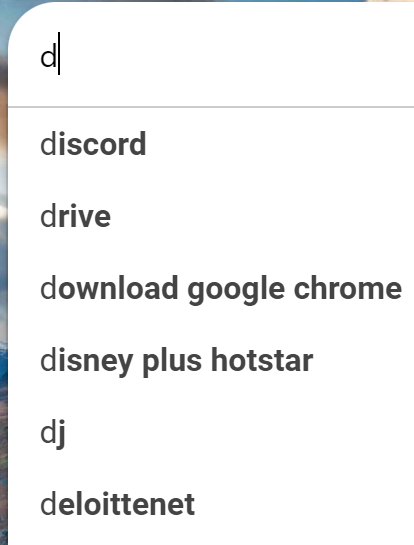 d
discord
drive
download google chrome
disney plus hotstar
dj
deloittenet